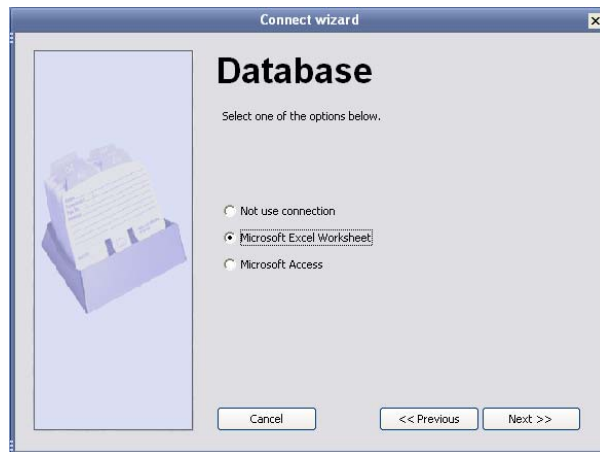 Connect wizard
Database
Select one of the options below.
Not use connection
Microsoft Excel Worksheet
Microsoft Access
Cancel
<< Previous
Next >>